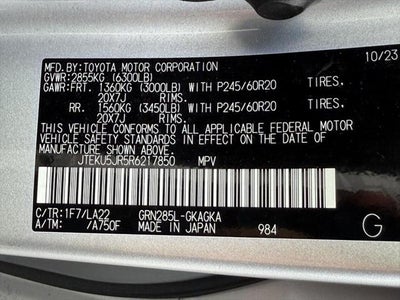 MFD.BY:TOYOTA MOTOR CORPORATION 10/23
GVWR:2855KG (6300LB)
GAWR:FRT. 1360KG (3000LB) WITH P245/60R20 TIRES,
20X7J RIMS.
RR. 1560KG (3450LB) WITH P245/60R20 TIRES,
20X7J RIMS.
THIS VEHICLE CONFORMS TO ALL APPLICABLE FEDERAL MOTOR
VEHICLE SAFETY STANDARDS IN EFFECT ON THE DATE OF
MANUFACTURE SHOWN ABOVE.
JTEKU5JR5R6217850 MPV
C/TR:1F7/LA22 GRN285L-GKAGKA
A/TM: /A750F MADE IN JAPAN 984 G